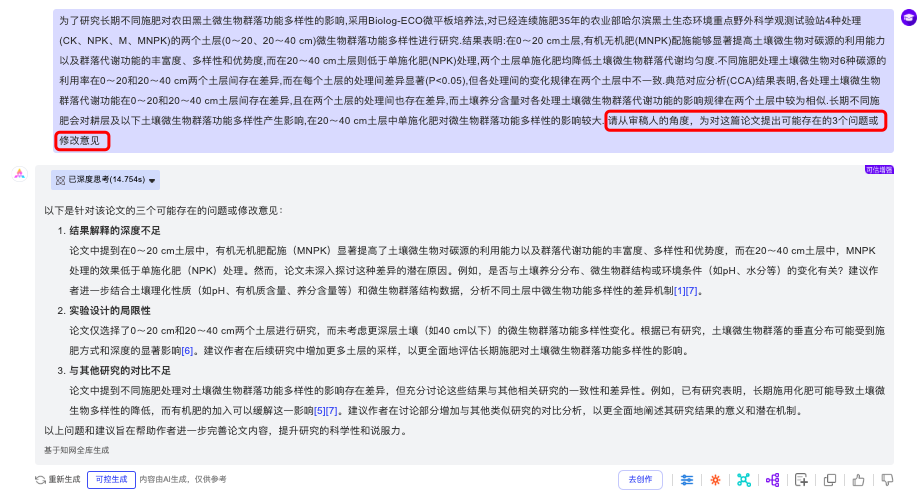 为了研究长期不同施肥对农田黑土微生物群落功能多样性的影响,采用Biolog-ECO微平板培养法,对已经连续施肥35年的农业部哈尔滨黑土生态环境重点野外科学观测试验站4种处理
(CK、NPK、M、MNPK)的两个土层(0～20、20～40 cm)微生物群落功能多样性进行研究.结果表明:在0～20 cm土层,有机无机肥(MNPK)配施能够显著提高土壤微生物对碳源的利用能力
以及群落代谢功能的丰富度、多样性和优势度,而在20～40 cm土层则低于单施化肥(NPK)处理,两个土层单施化肥均降低土壤微生物群落代谢均匀度.不同施肥处理土壤微生物对6种碳源的
利用率在0～20和20～40 cm两个土层间存在差异,而在每个土层的处理间差异显著(P<0.05),但各处理间的变化规律在两个土层中不一致.典范对应分析(CCA)结果表明,各处理土壤微生物
群落代谢功能在0～20和20～40 cm土层间存在差异,且在两个土层的处理间也存在差异,而土壤养分含量对各处理土壤微生物群落代谢功能的影响规律在两个土层中较为相似.长期不同施
肥会对耕层及以下土壤微生物群落功能多样性产生影响,在20～40 cm土层中单施化肥对微生物群落功能多样性的影响较大.请从审稿人的角度，为对这篇论文提出可能存在的3个问题或
修改意见
已深度思考(14.754s)
可信增强
以下是针对该论文的三个可能存在的问题或修改意见：
1. 结果解释的深度不足
论文中提到在0～20 cm土层中，有机无机肥配施（MNPK）显著提高了土壤微生物对碳源的利用能力以及群落代谢功能的丰富度、多样性和优势度，而在20～40 cm土层中，MNPK
处理的效果低于单施化肥（NPK）处理。然而，论文未深入探讨这种差异的潜在原因。例如，是否与土壤养分分布、微生物群结构或环境条件（如pH、水分等）的变化有关？建议作
者进一步结合土壤理化性质（如pH、有机质含量、养分含量等）和微生物群落结构数据，分析不同土层中微生物功能多样性的差异机制[1][7]。
2. 实验设计的局限性
论文仅选择了0～20 cm和20～40 cm两个土层进行研究，而未考虑更深层土壤（如40 cm以下）的微生物群落功能多样性变化。根据已有研究，土壤微生物群落的垂直分布可能受到施
肥方式和深度的显著影响[6]。建议作者在后续研究中增加更多土层的采样，以更全面地评估长期施肥对土壤微生物群落功能多样性的影响。
3. 与其他研究的对比不足
论文中提到不同施肥处理对土壤微生物群落功能多样性的影响存在差异，但充分讨论这些结果与其他相关研究的一致性和差异性。例如，已有研究表明，长期施用化肥可能导致土壤微
生物多样性的降低，而有机肥的加入可以缓解这一影响[5][7]。建议作者在讨论部分增加与其他类似研究的对比分析，以更全面地阐述其研究结果的意义和潜在机制。
以上问题和建议旨在帮助作者进一步完善论文内容，提升研究的科学性和说服力。
基于知网全库生成
重新生成 可控生成 内容由AI生成，仅供参考 去创作